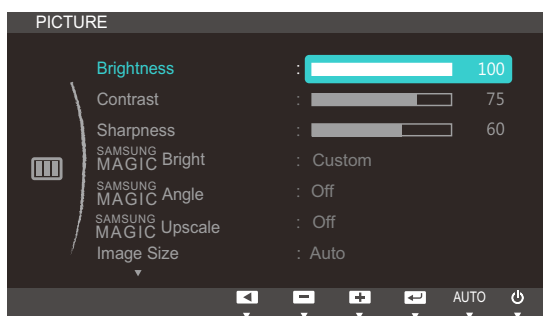 PICTURE
Brightness : 100
Contrast : 75
Sharpness : 60
SAMSUNG MAGIC Bright : Custom
SAMSUNG MAGIC Angle : Off
SAMSUNG MAGIC Upscale : Off
Image Size : Auto
AUTO